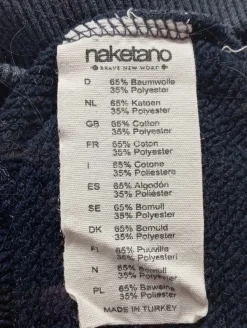 naketano
BRAVE NEW WORT
D 65% Baumwolle
35% Polyester
NL 65% Katoen
35% Polyester
GB 65% Cotton
35% Polyester
FR 65% Coton
35% Polyester
I 65% Cotone
35% Poliestere
ES 65% Algodón
35% Poliéster
SE 65% Bomull
35% Polyester
DK 65% Bomuld
35% Polyester
FI 65% Puuvilla
35% Polyesteri
N 65% Bomull
35% Polyester
PL 65% Bawełna
35% Poliester
MADE IN TURKEY